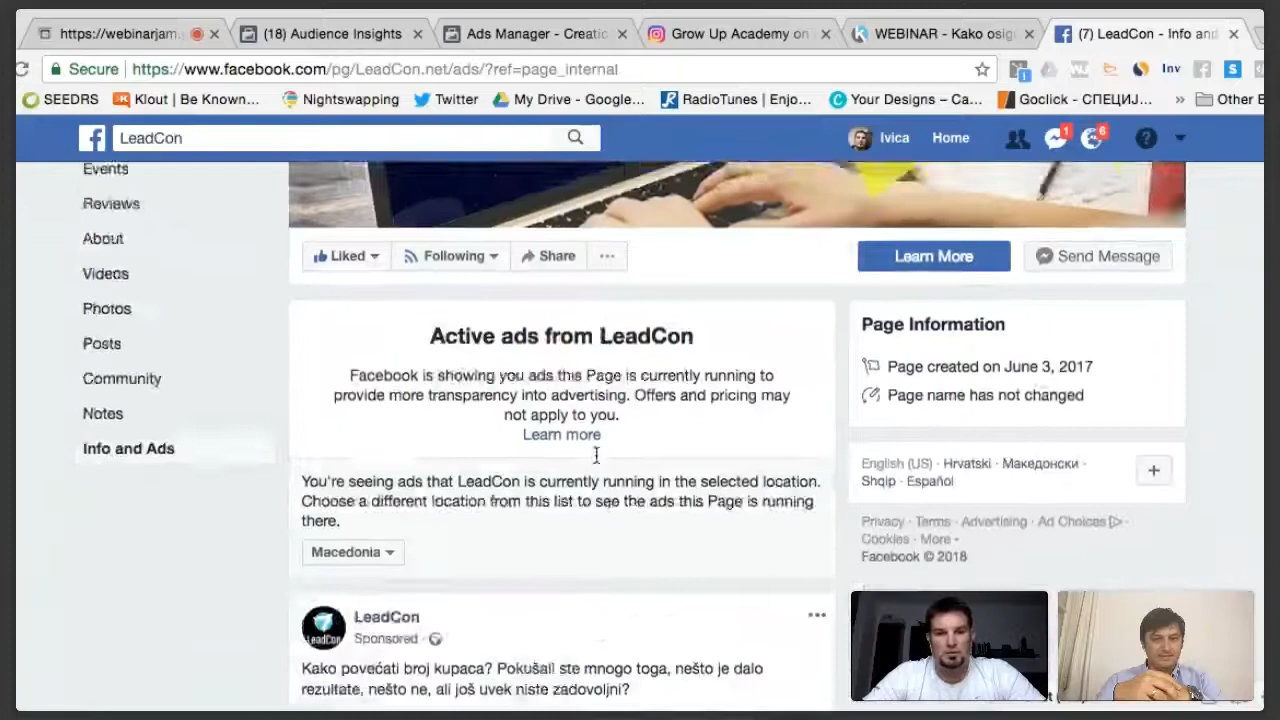 https://webinarjam.
(18) Audience Insights
Ads Manager - Creatio
Grow Up Academy on
WEBINAR - Kako osig
(7) LeadCon - Info and
Secure
https://www.facebook.com/pg/LeadCon.net/ads/?ref=page_internal
Inv
SEEDRS
Klout | Be Known...
Nightswapping
Twitter
My Drive - Google...
RadioTunes | Enjo...
Your Designs – Ca...
Goclick - СПЕЦИЈ...
»
Other B
LeadCon
Ivica
Home
1
6
Events
Reviews
About
Videos
Photos
Posts
Community
Notes
Info and Ads
Liked
Following
Share
...
Learn More
Send Message
Active ads from LeadCon
Facebook is showing you ads this Page is currently running to
provide more transparency into advertising. Offers and pricing may
not apply to you.
Learn more
You're seeing ads that LeadCon is currently running in the selected location.
Choose a different location from this list to see the ads this Page is running
there.
Macedonia
LeadCon
LeadCon
Sponsored ·
Kako povećati broj kupaca? Pokušali ste mnogo toga, nešto je dalo
rezultate, nešto ne, ali još uvek niste zadovoljni?
Page Information
Page created on June 3, 2017
Page name has not changed
English (US) · Hrvatski · Македонски ·
Shqip · Español
Privacy · Terms · Advertising · Ad Choices ·
Cookies · More
Facebook © 2018